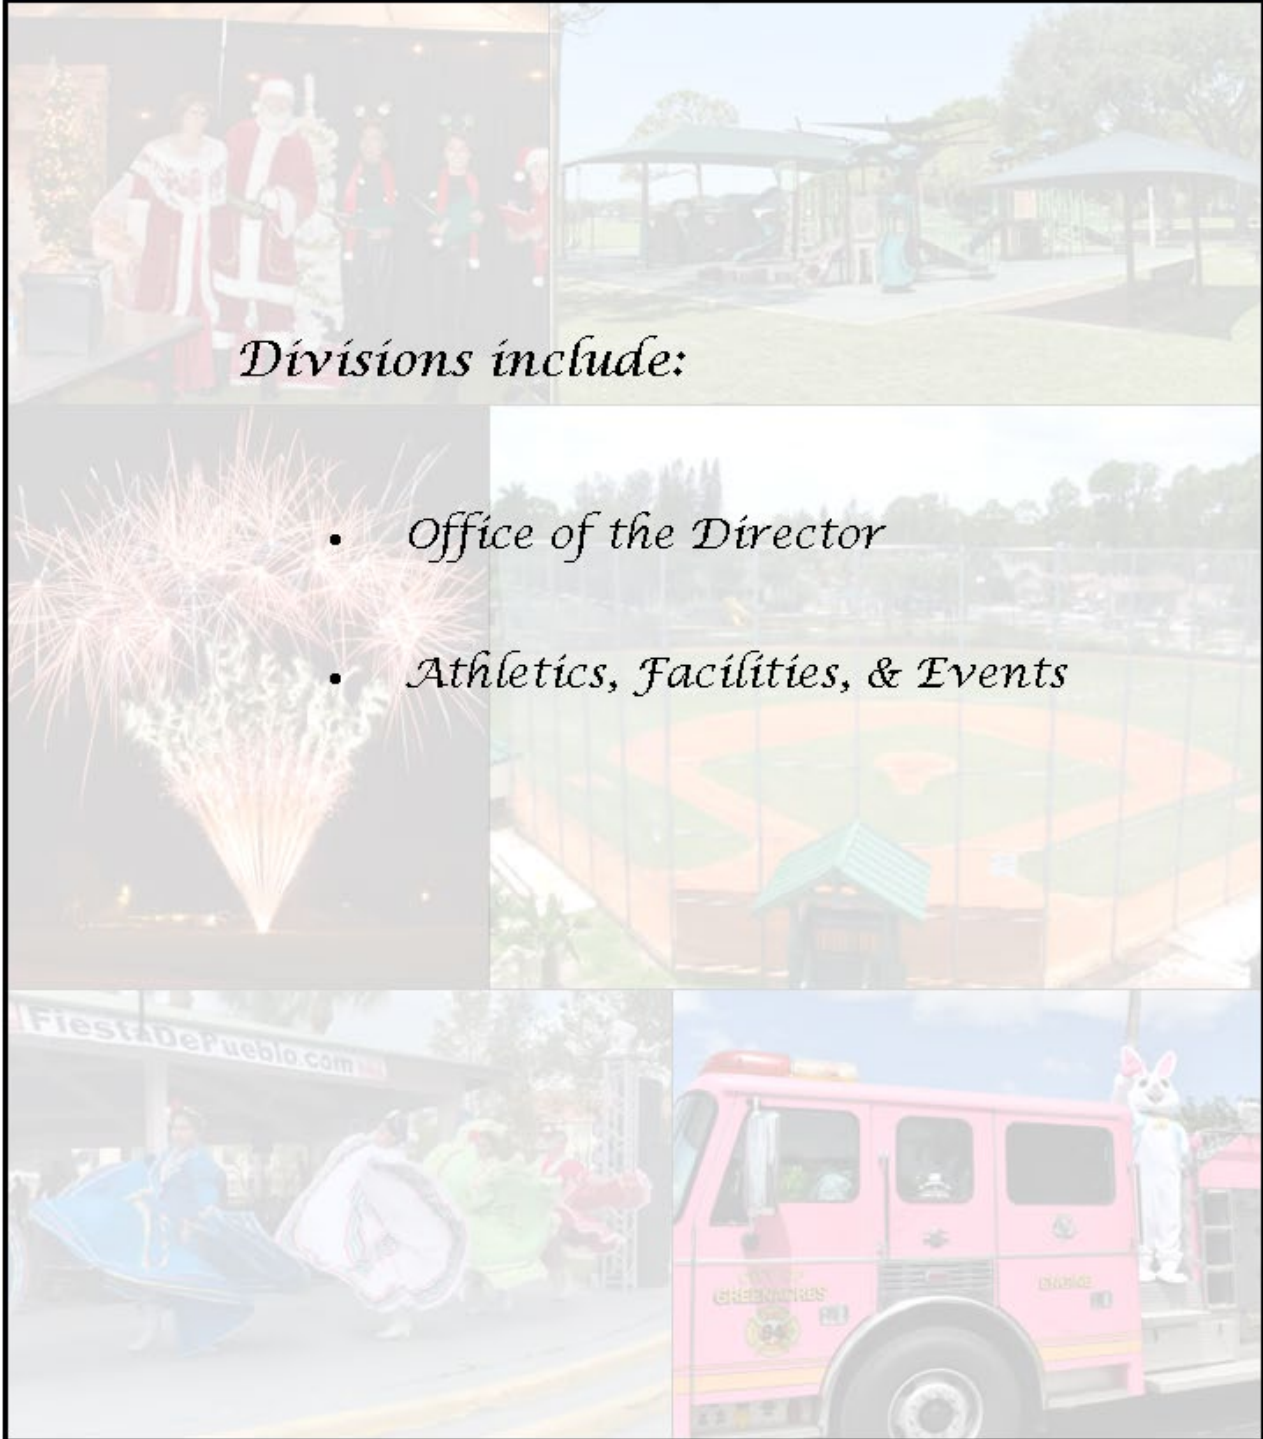 Divisions include:
• Office of the Director
• Athletics, Facilities, & Events
FiestaDePueblo.com
GREENACRES
ENGINE